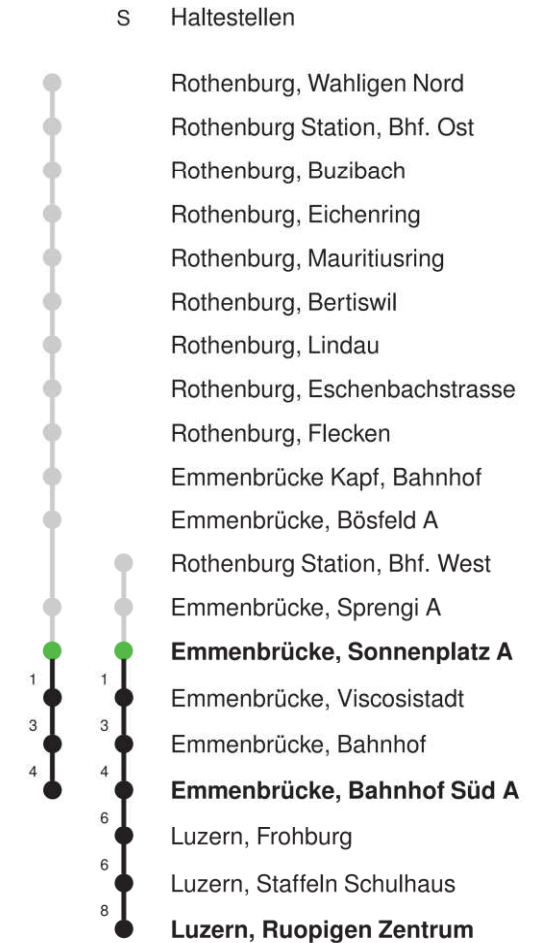 S Haltestellen
Rothenburg, Wahligen Nord
Rothenburg Station, Bhf. Ost
Rothenburg, Buzibach
Rothenburg, Eichenring
Rothenburg, Mauritiusring
Rothenburg, Bertiswil
Rothenburg, Lindau
Rothenburg, Eschenbachstrasse
Rothenburg, Flecken
Emmenbrücke Kapf, Bahnhof
Emmenbrücke, Bösfeld A
Rothenburg Station, Bhf. West
Emmenbrücke, Sprengi A
Emmenbrücke, Sonnenplatz A
1 1 Emmenbrücke, Viscosistadt
3 3 Emmenbrücke, Bahnhof
4 4 Emmenbrücke, Bahnhof Süd A
6 Luzern, Frohburg
6 Luzern, Staffeln Schulhaus
8 Luzern, Ruopigen Zentrum